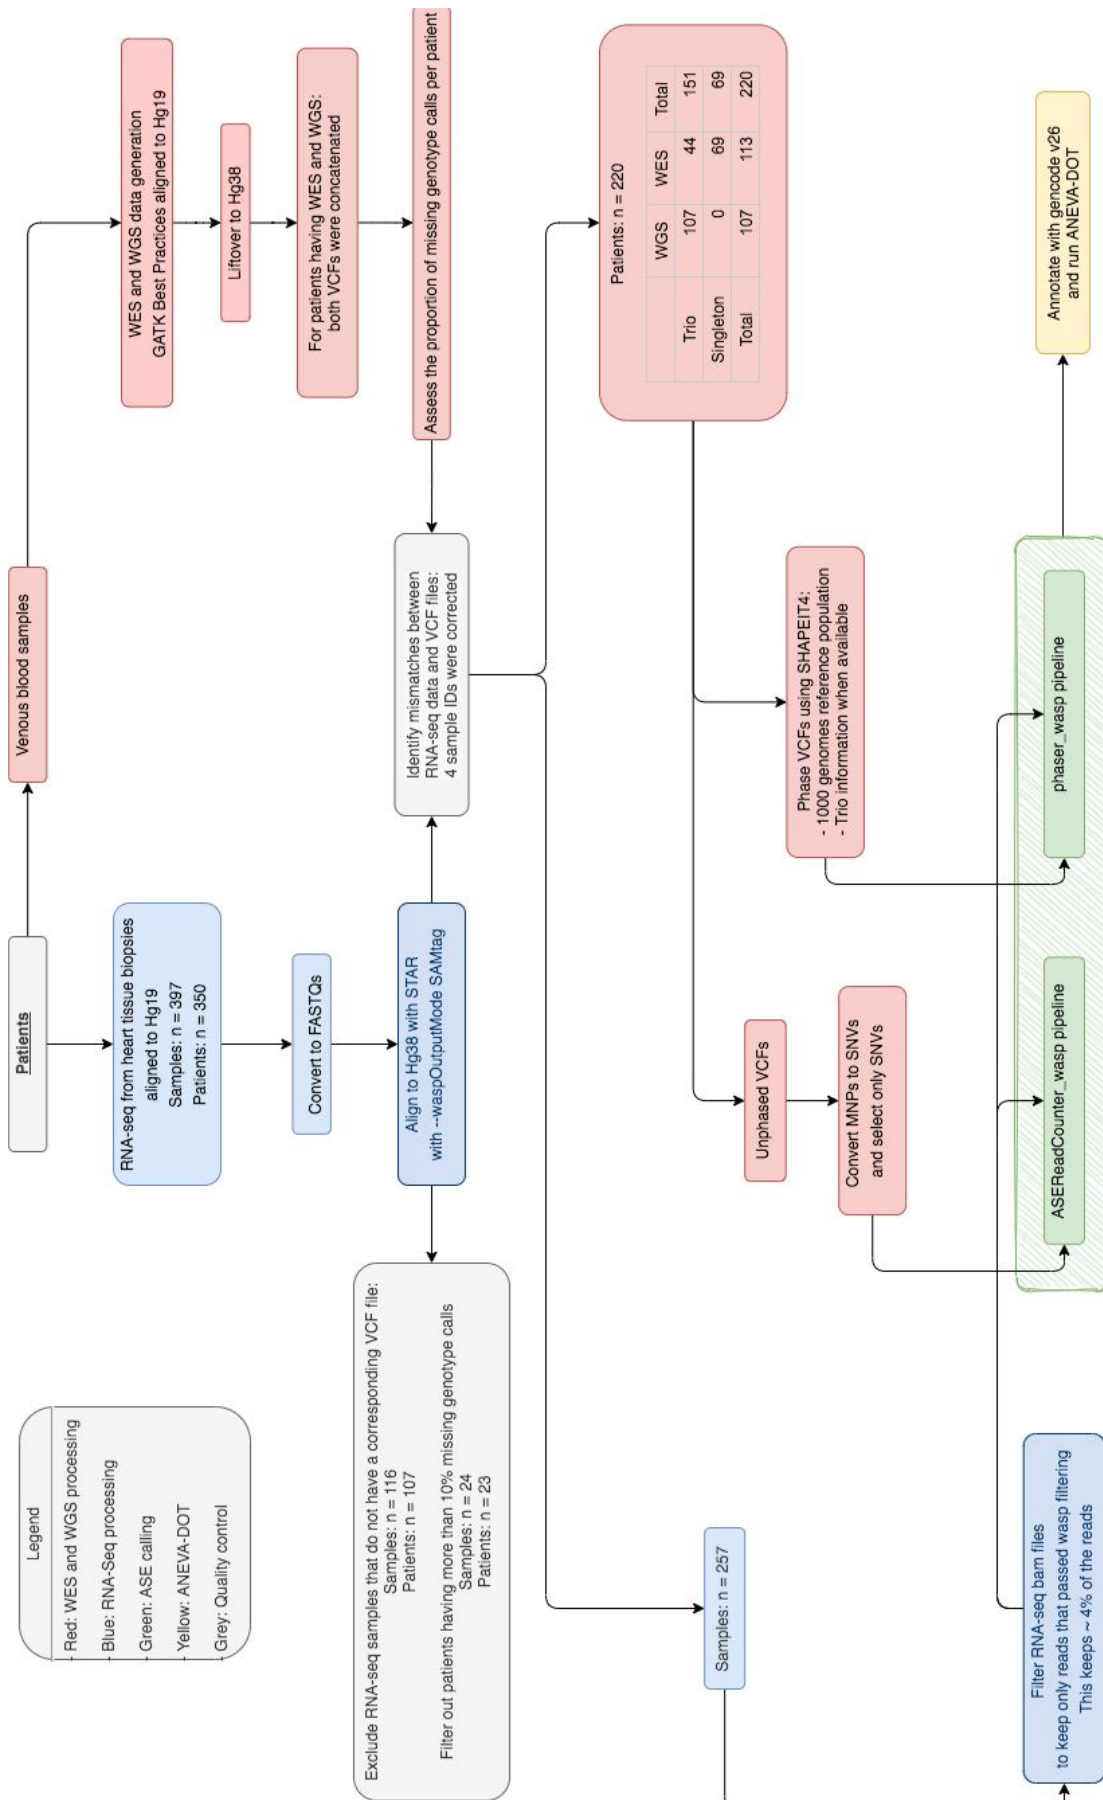 Legend
Red: WES and WGS processing
Blue: RNA-Seq processing
Green: ASE calling
Yellow: ANEVA-DOT
Grey: Quality control
Patients
Venous blood samples
RNA-seq from heart tissue biopsies
aligned to Hg19
Samples: n = 397
Patients: n = 350
WES and WGS data generation
GATK Best Practices aligned to Hg19
Convert to FASTQs
Liftover to Hg38
For patients having WES and WGS:
both VCFs were concatenated
Exclude RNA-seq samples that do not have a corresponding VCF file:
Samples: n = 116
Patients: n = 107
Filter out patients having more than 10% missing genotype calls
Samples: n = 24
Patients: n = 23
Align to Hg38 with STAR
with --waspOutputMode SAMtag
Identify mismatches between
RNA-seq data and VCF files:
4 sample IDs were corrected
Assess the proportion of missing genotype calls per patient
Samples: n = 257
Patients: n = 220
WGS WES Total
Trio 107 44 151
Singleton 0 69 69
Total 107 113 220
Unphased VCFs
Convert MNPs to SNVs
and select only SNVs
Phase VCFs using SHAPEIT4:
- 1000 genomes reference population
- Trio information when available
Filter RNA-seq bam files
to keep only reads that passed wasp filtering
This keeps ~ 4% of the reads
ASEReadCounter_wasp pipeline
phaser_wasp pipeline
Annotate with gencode v26
and run ANEVA-DOT